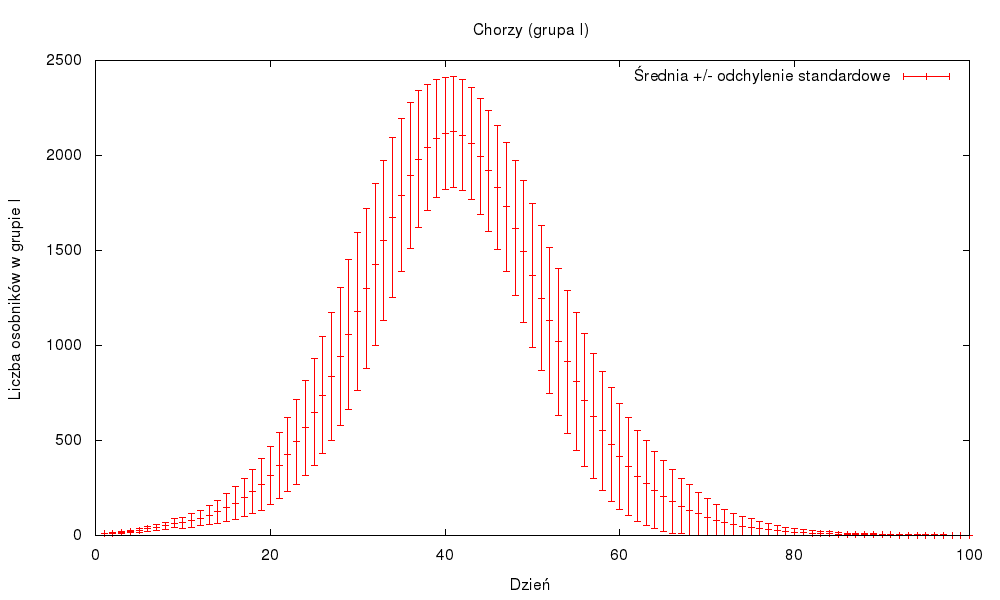 Chorzy (grupa I)
Średnia +/- odchylenie standardowe
2500
2000
1500
1000
500
0
Liczba osobników w grupie I
0 20 40 60 80 100
Dzień